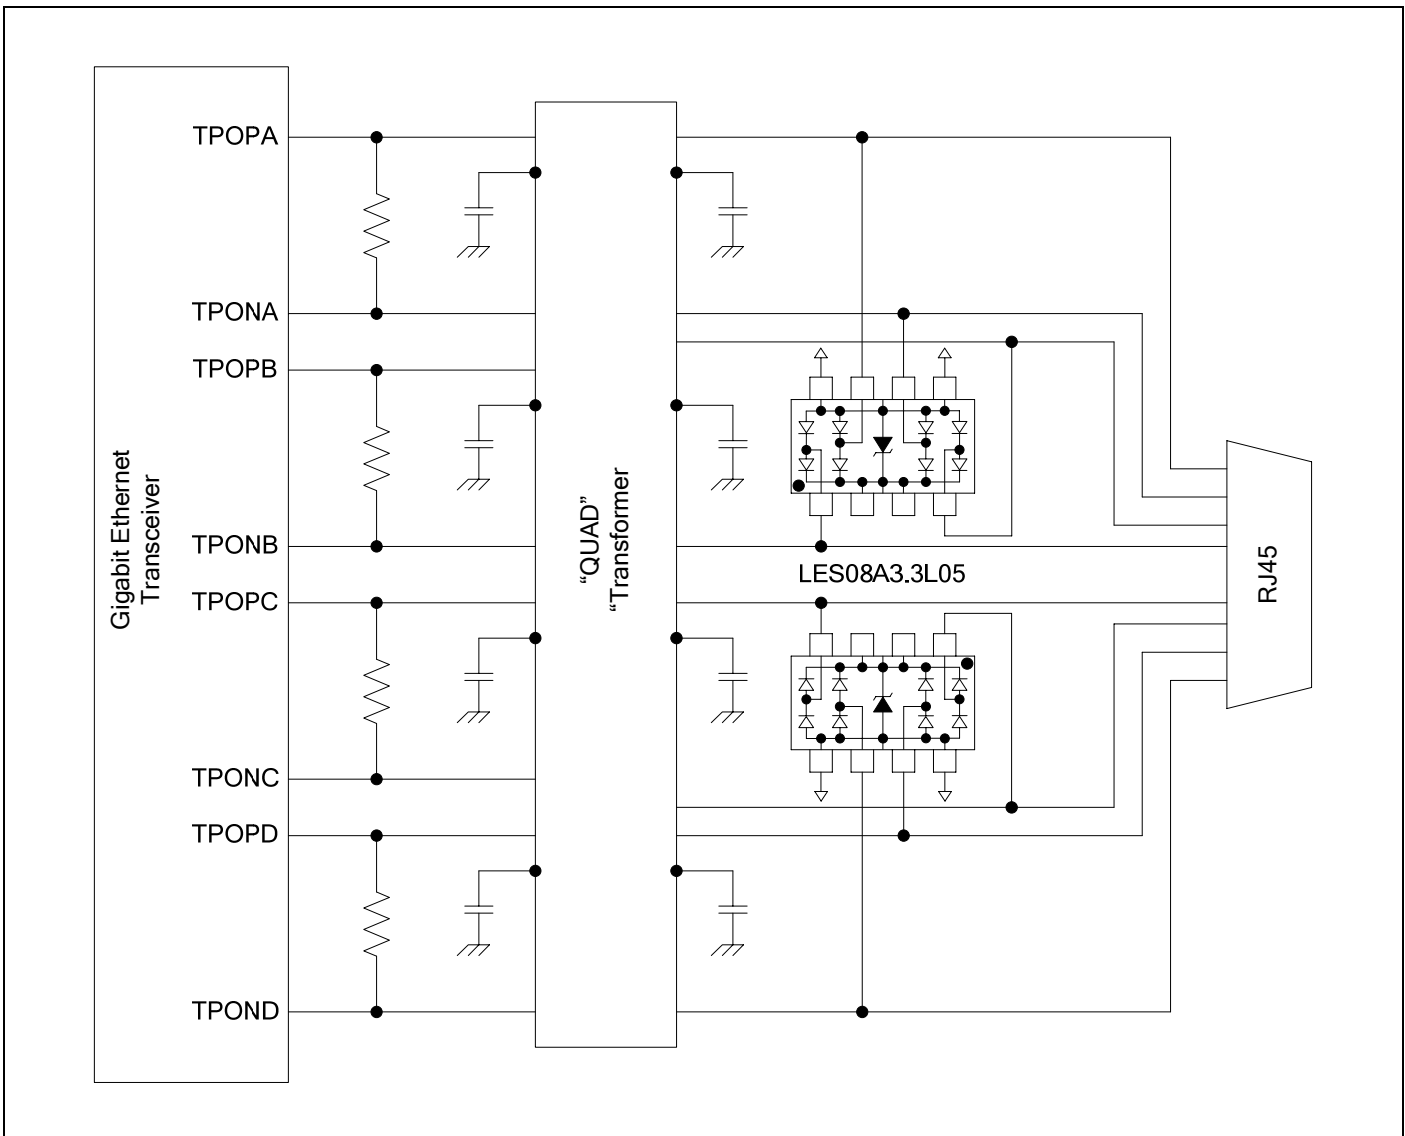 TPOPA
TPONA
TPOPB
TPONB
TPOPC
TPONC
TPOPD
TPOND
Gigabit Ethernet
Transceiver
“QUAD”
“Transformer
LES08A3.3L05
RJ45